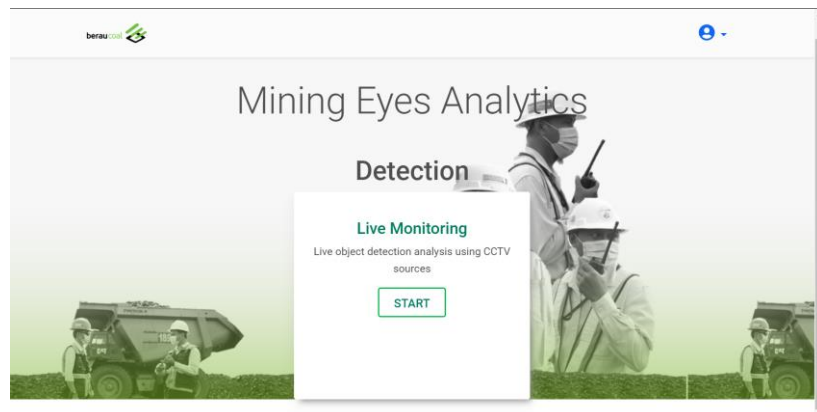 beraucoal
Mining Eyes Analytics
Detection
Live Monitoring
Live object detection analysis using CCTV
sources
START